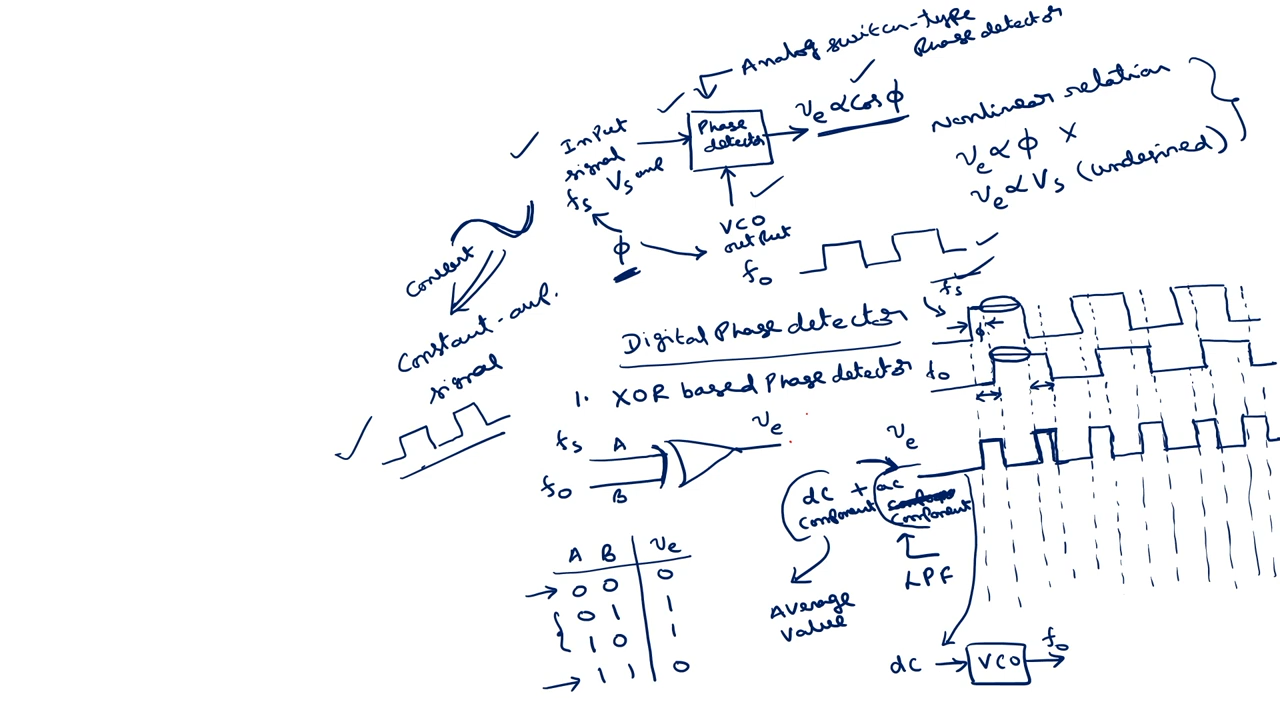 Analog switch-type
Phase detector
Input
signal
fs Vs amp
Phase
detector
ve ∝ Cos ϕ
Nonlinear relation
ve ∝ ϕ ×
ve ∝ Vs (undesired)
ϕ
VCO
output
fo
Convert
Constant-amp.
signal
Digital Phase detector
1. XOR based Phase detector
fs
ϕ
fo
fs A
fo B
ve
ve
dc + ac
component
component
LPF
Average
value
A B ve
0 0 0
0 1 1
1 0 1
1 1 0
dc
VCO
fo